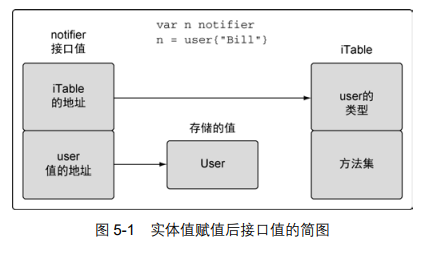 var n notifier
n = user("Bill")
notifier
接口值
iTable
iTable
的地址
user的
类型
存储的值
user
值的地址
User
方法集
图 5-1 实体值赋值后接口值的简图